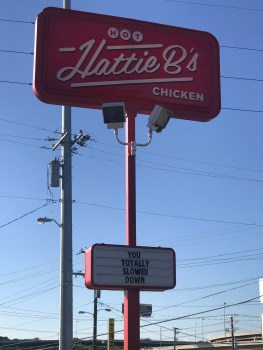 HOT
Hattie B's
CHICKEN
YOU
TOTALLY
SLOWED
DOWN